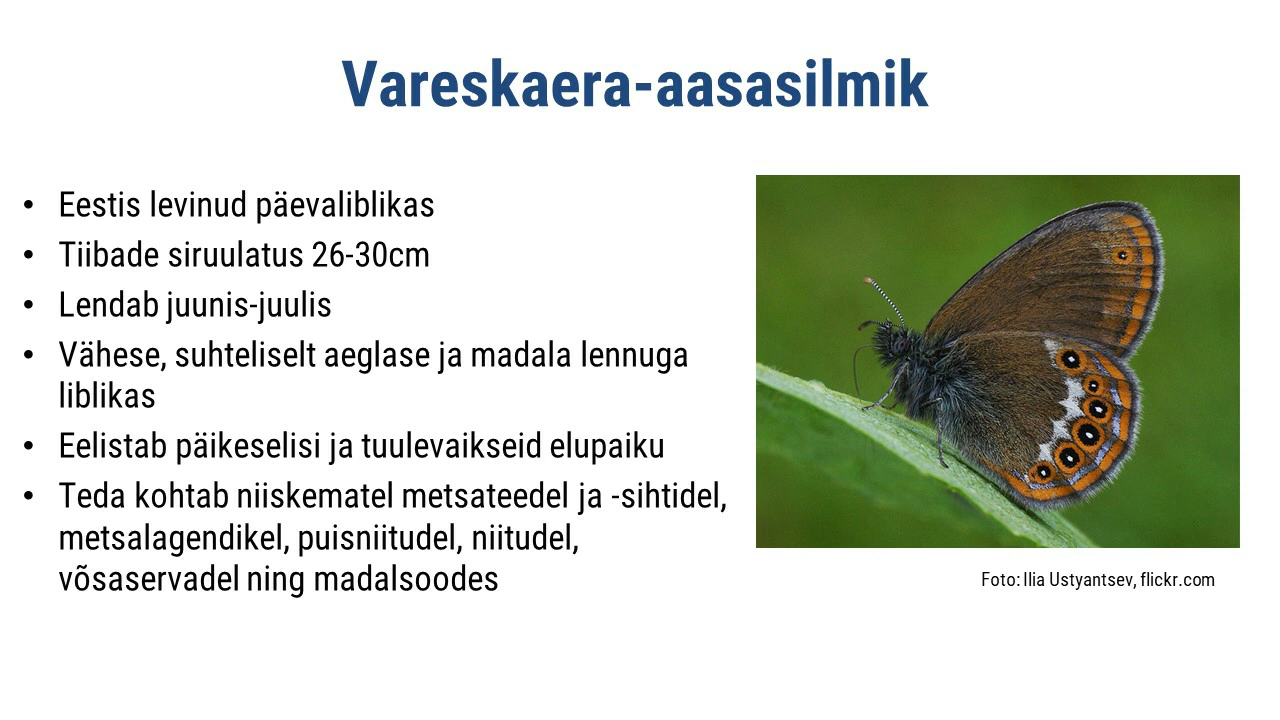 Vareskaera-aasasilmik
• Eestis levinud päevaliblikas
• Tiibade siruulatus 26-30cm
• Lendab juunis-juulis
• Vähese, suhteliselt aeglase ja madala lennuga
liblikas
• Eelistab päikeselisi ja tuulevaikseid elupaiku
• Teda kohtab niiskematel metsateedel ja -sihtidel,
metsalagendikel, puisniitudel, niitudel,
võsaservadel ning madalsoodes
Foto: Ilia Ustyantsev, flickr.com